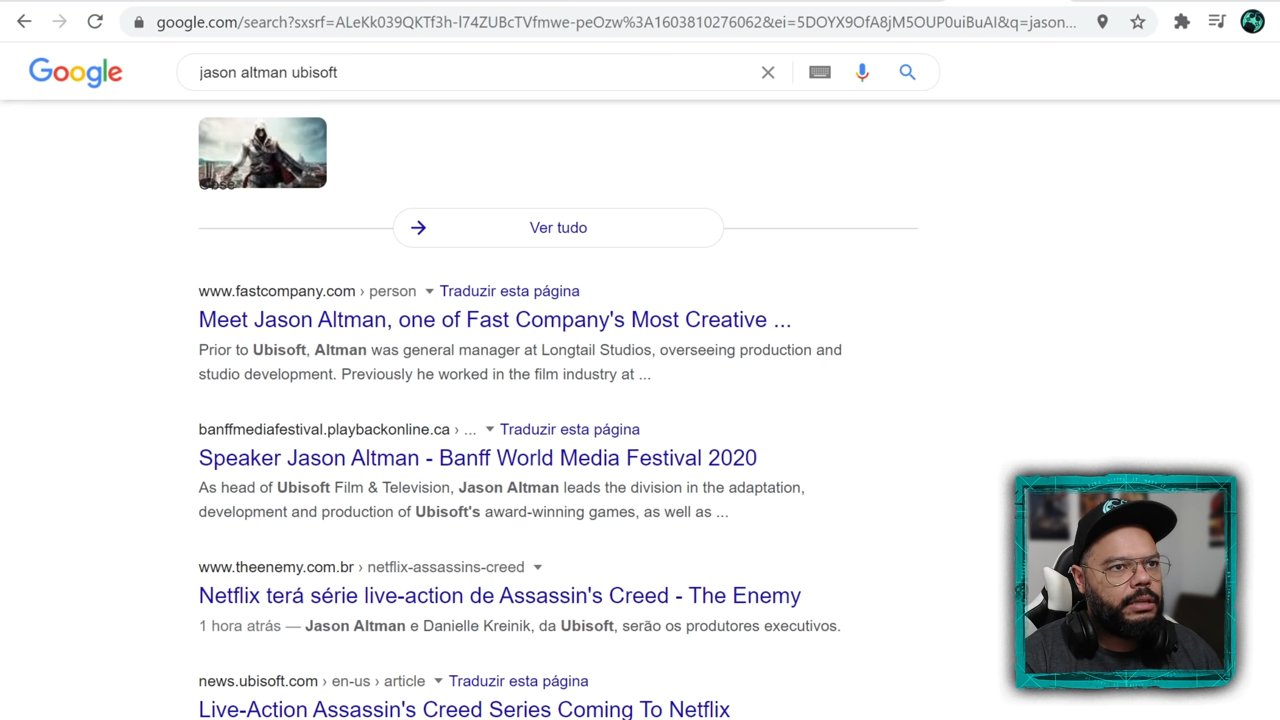 google.com/search?sxsrf=ALeKk039QKTf3h-l74ZUBcTVfmwe-peOzw%3A1603810276062&ei=5DOYX9OfA8jM5OUP0uiBuAI&q=jason...
Google
jason altman ubisoft
Ver tudo
www.fastcompany.com › person Traduzir esta página
Meet Jason Altman, one of Fast Company's Most Creative ...
Prior to Ubisoft, Altman was general manager at Longtail Studios, overseeing production and
studio development. Previously he worked in the film industry at ...
banffmediafestival.playbackonline.ca › ... Traduzir esta página
Speaker Jason Altman - Banff World Media Festival 2020
As head of Ubisoft Film & Television, Jason Altman leads the division in the adaptation,
development and production of Ubisoft's award-winning games, as well as ...
www.theenemy.com.br › netflix-assassins-creed
Netflix terá série live-action de Assassin's Creed - The Enemy
1 hora atrás — Jason Altman e Danielle Kreinik, da Ubisoft, serão os produtores executivos.
news.ubisoft.com › en-us › article Traduzir esta página
Live-Action Assassin's Creed Series Coming To Netflix